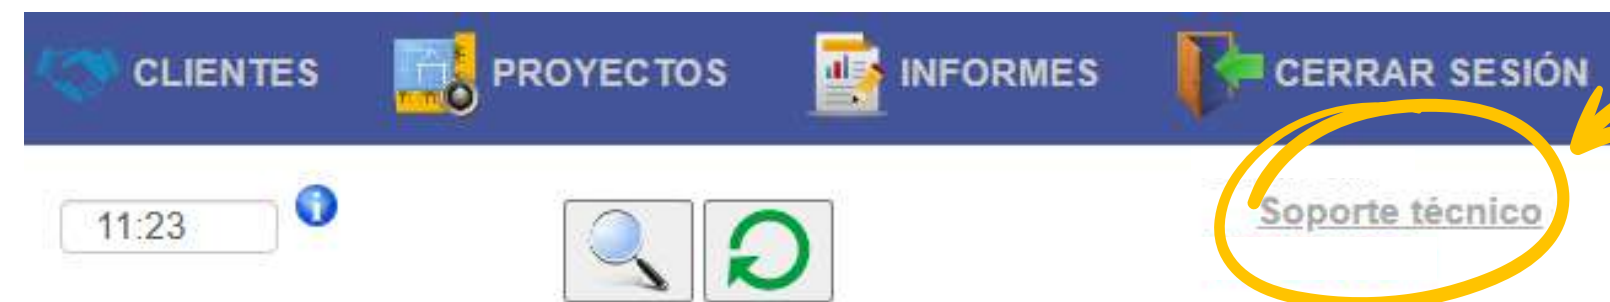 CLIENTES PROYECTOS INFORMES CERRAR SESIÓN
11:23 Soporte técnico